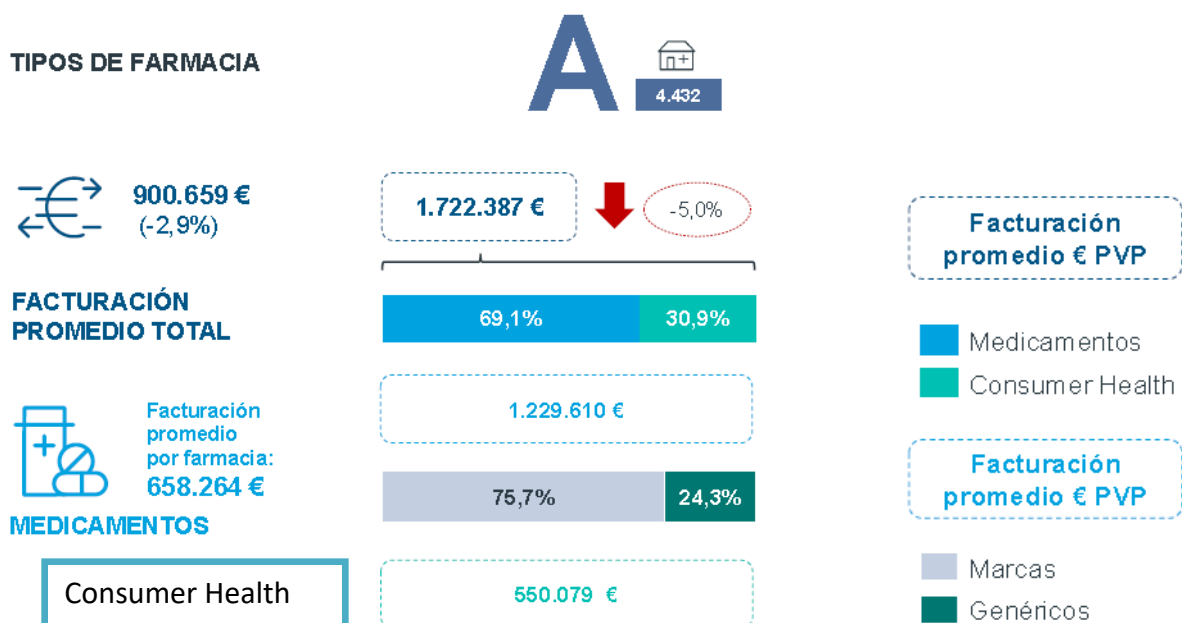 TIPOS DE FARMACIA
A
4.432
900.659 €
(-2,9%)
1.722.387 €
-5,0%
Facturación
promedio € PVP
FACTURACIÓN
PROMEDIO TOTAL
69,1%
30,9%
Medicamentos
Consumer Health
Facturación
promedio
por farmacia:
658.264 €
MEDICAMENTOS
1.229.610 €
75,7%
24,3%
Facturación
promedio € PVP
Consumer Health
550.079 €
Marcas
Genéricos